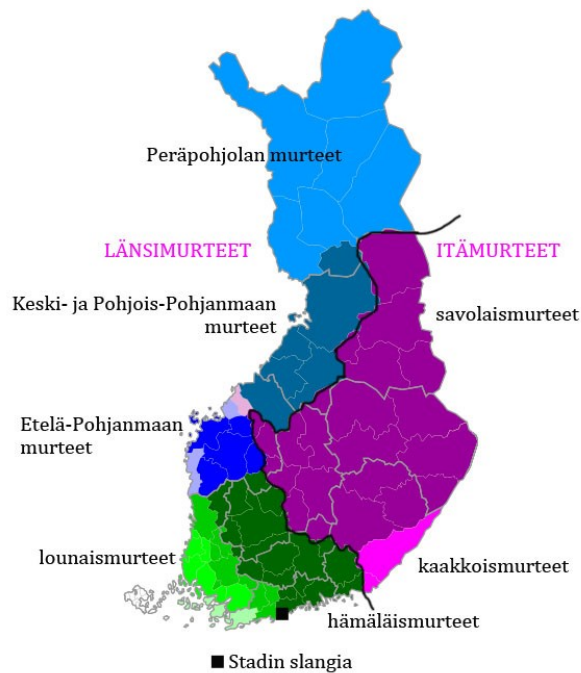 Peräpohjolan murteet
LÄNSIMURTEET
ITÄMURTEET
Keski- ja Pohjois-Pohjanmaan
murteet
savolaismurteet
Etelä-Pohjanmaan
murteet
lounaismurteet
kaakkoismurteet
hämäläismurteet
Stadin slangia